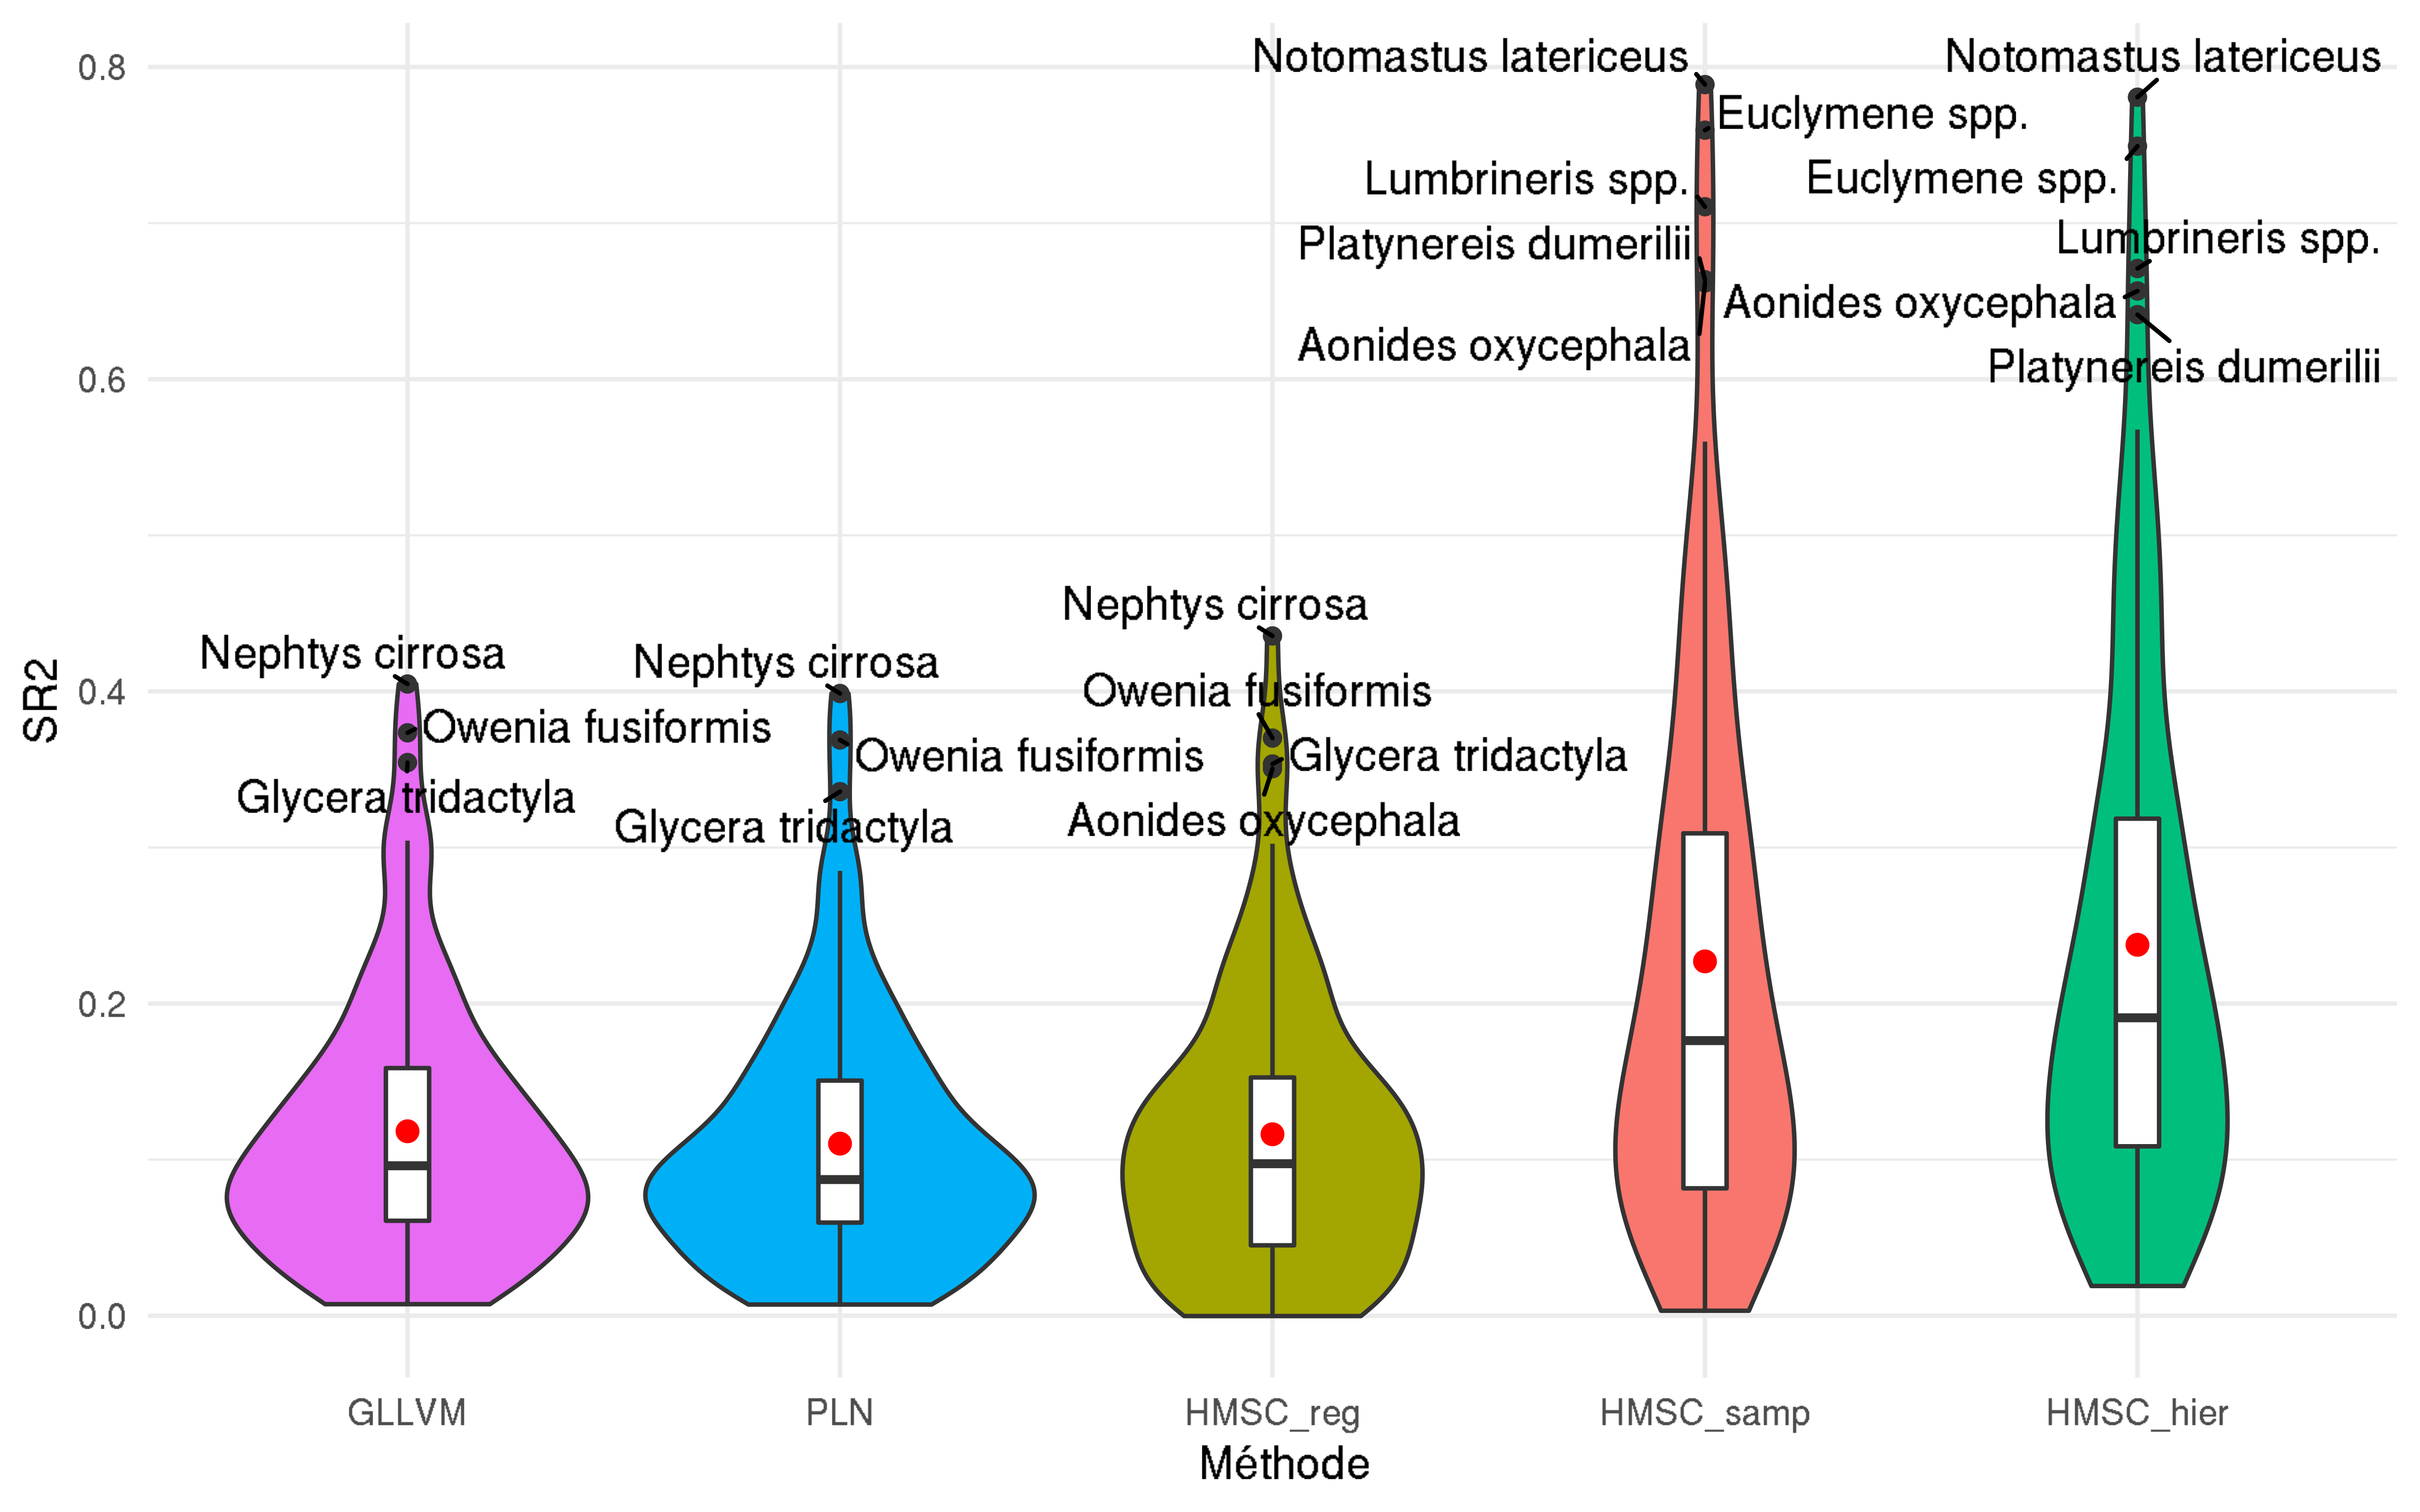 Notomastus latericeus
Notomastus latericeus
0.8
Euclymene spp.
Lumbrineris spp.
Euclymene spp.
Platynereis dumerilii
Lumbrineris spp.
Aonides oxycephala
Aonides oxycephala
Platynereis dumerilii
0.6
Nephtys cirrosa
Nephtys cirrosa
Nephtys cirrosa
Owenia fusiformis
0.4
SR2
Owenia fusiformis
Owenia fusiformis
Glycera tridactyla
Glycera tridactyla
Glycera tridactyla
Aonides oxycephala
0.2
0.0
GLLVM
PLN
HMSC_reg
HMSC_samp
HMSC_hier
Méthode